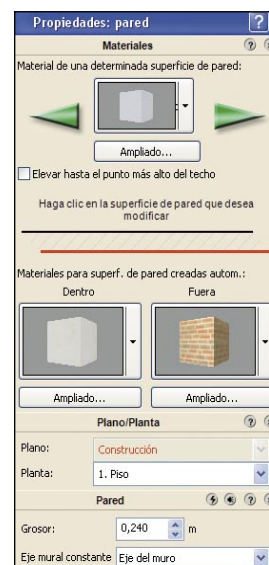 Propiedades: pared
Materiales
Material de una determinada superficie de pared:
Ampliado...
Elevar hasta el punto más alto del techo
Haga clic en la superficie de pared que desea
modificar
Materiales para superf. de pared creadas autom.:
Dentro Fuera
Ampliado... Ampliado...
Plano/Planta
Plano: Construcción
Planta: 1. Piso
Pared
Grosor: 0,240 m
Eje mural constante Eje del muro